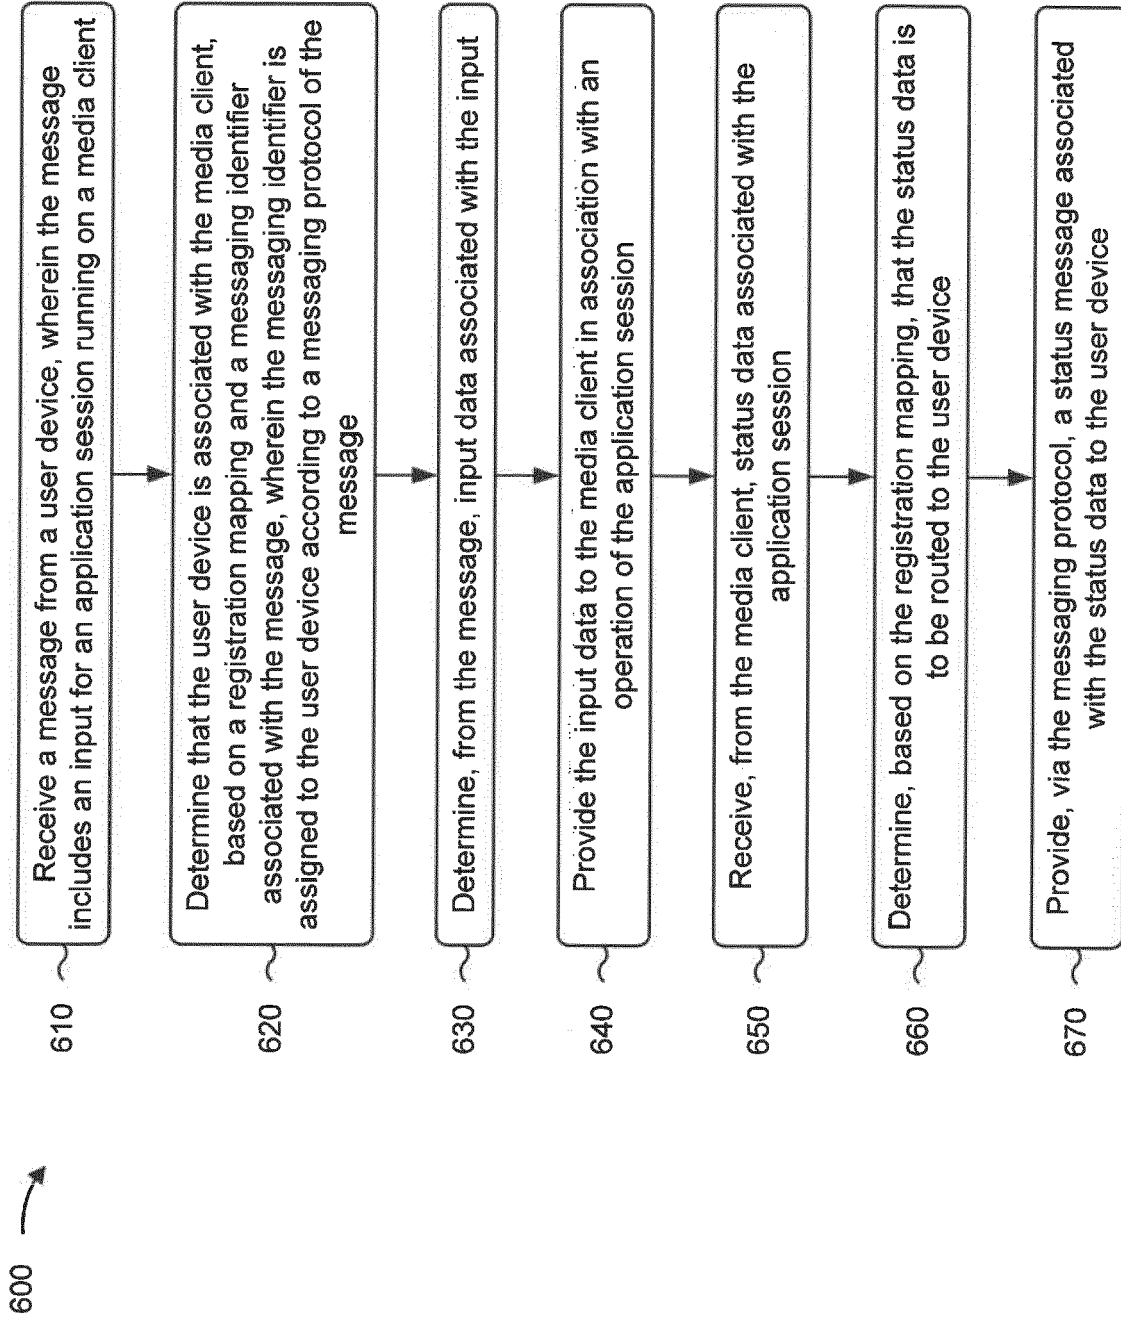 600
610
Receive a message from a user device, wherein the message
includes an input for an application session running on a media client
620
Determine that the user device is associated with the media client,
based on a registration mapping and a messaging identifier
associated with the message, wherein the messaging identifier is
assigned to the user device according to a messaging protocol of the
message
630
Determine, from the message, input data associated with the input
640
Provide the input data to the media client in association with an
operation of the application session
650
Receive, from the media client, status data associated with the
application session
660
Determine, based on the registration mapping, that the status data is
to be routed to the user device
670
Provide, via the messaging protocol, a status message associated
with the status data to the user device